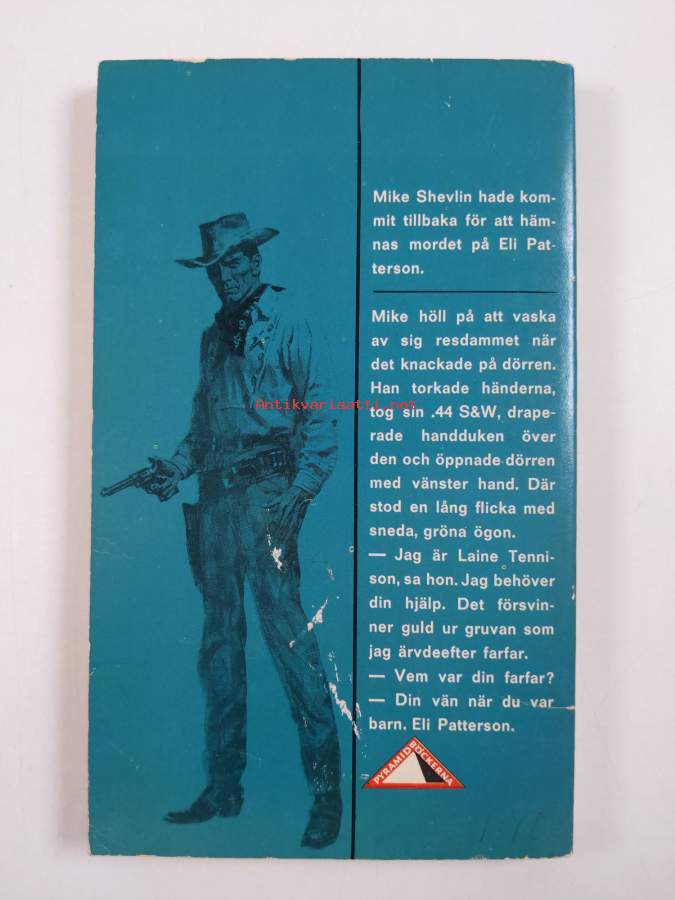 Mike Shevlin hade kom-
mit tillbaka för att häm-
nas mordet på Eli Pat-
terson.
Mike höll på att vaska
av sig resdammet när
det knackade på dörren.
Han torkade händerna,
tog sin .44 S&W, drape-
rade handduken över
den och öppnade dörren
med vänster hand. Där
stod en lång flicka med
sneda, gröna ögon.
— Jag är Laine Tenni-
son, sa hon. Jag behöver
din hjälp. Det försvin-
ner guld ur gruvan som
jag ärvdeefter farfar.
— Vem var din farfar?
— Din vän när du var
barn. Eli Patterson.
PYRAMIDBÖCKERNA
Antikvariaatti.net